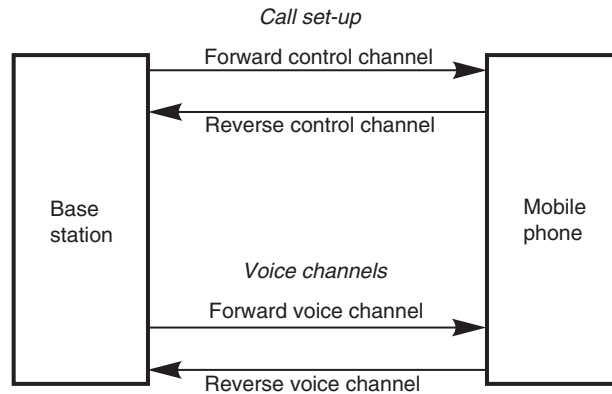 Call set-up
Forward control channel
Reverse control channel
Base
station
Mobile
phone
Voice channels
Forward voice channel
Reverse voice channel